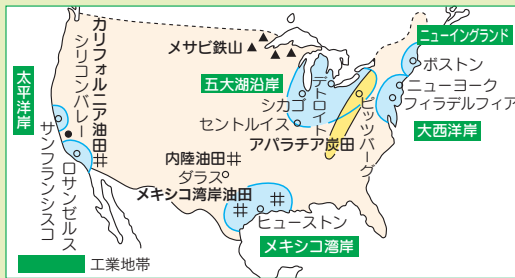 メサビ鉄山
ニューイングランド
ボストン
ニューヨーク
フィラデルフィア
大西洋岸
五大湖沿岸
デトロイト
シカゴ
セントルイス
ピッツバーグ
アパラチア炭田
カリフォルニア油田
シリコンバレー
太平洋岸
サンフランシスコ
ロサンゼルス
内陸油田
ダラス
メキシコ湾岸油田
ヒューストン
メキシコ湾岸
工業地帯